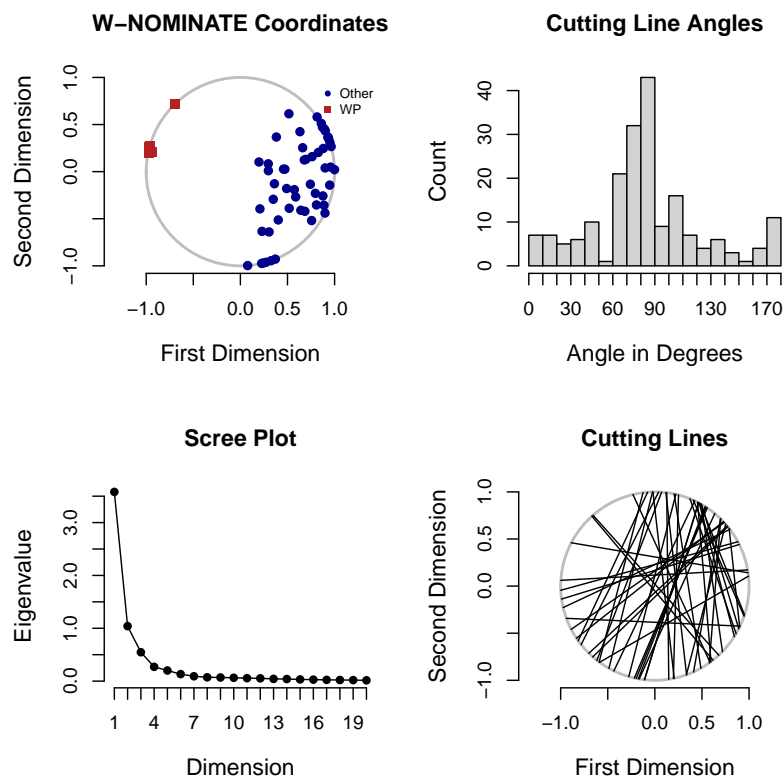 W−NOMINATE Coordinates
Second Dimension
1.0
0.5
0.0
−1.0
Other
WP
−1.0 0.0 0.5 1.0
First Dimension
Cutting Line Angles
Count
40
30
20
10
0
0 30 60 90 130 170
Angle in Degrees
Scree Plot
Eigenvalue
3.0
2.0
1.0
0.0
1 4 7 10 13 16 19
Dimension
Cutting Lines
Second Dimension
1.0
0.5
0.0
−1.0
−1.0 0.0 0.5 1.0
First Dimension